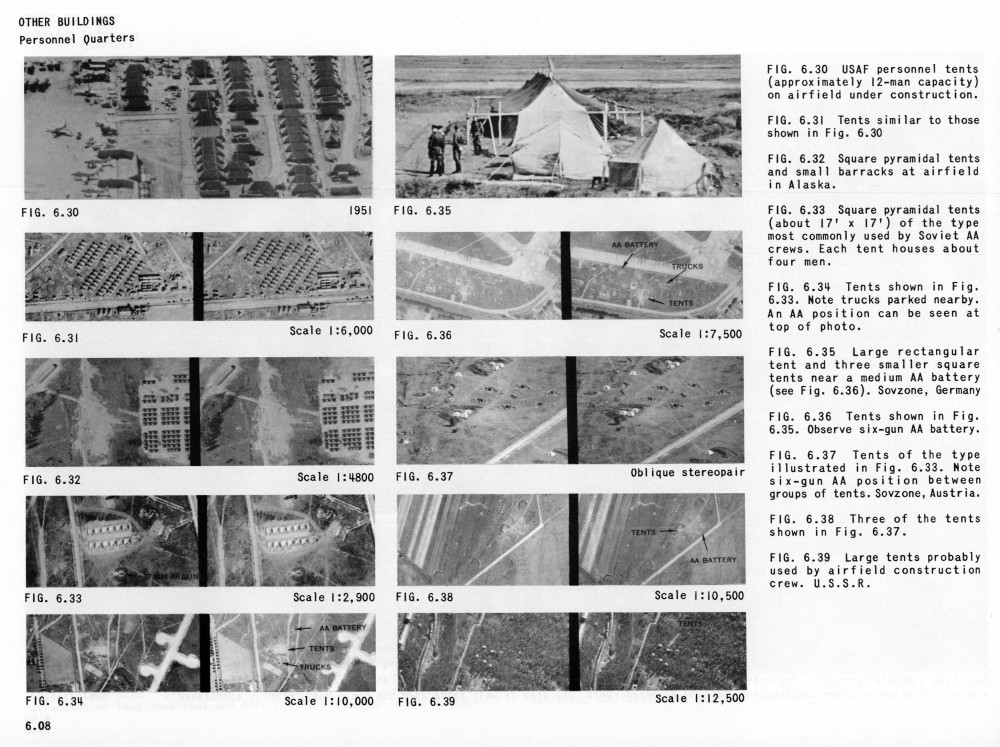 OTHER BUILDINGS
Personnel Quarters
FIG. 6.30
1951
FIG. 6.31
Scale 1:6,000
FIG. 6.32
Scale 1:4800
FIG. 6.33
Scale 1:2,900
AA BATTERY
TENTS
TRUCKS
FIG. 6.34
Scale 1:10,000
6.08
FIG. 6.35
AA BATTERY
TRUCKS
TENTS
FIG. 6.36
Scale 1:7,500
FIG. 6.37
Oblique stereopair
TENTS
AA BATTERY
FIG. 6.38
Scale 1:10,500
TENTS
FIG. 6.39
Scale 1:12,500
FIG. 6.30 USAF personnel tents
(approximately 12-man capacity)
on airfield under construction.
FIG. 6.31 Tents similar to those
shown in Fig. 6.30
FIG. 6.32 Square pyramidal tents
and small barracks at airfield
in Alaska.
FIG. 6.33 Square pyramidal tents
(about 17' x 17') of the type
most commonly used by Soviet AA
crews. Each tent houses about
four men.
FIG. 6.34 Tents shown in Fig.
6.33. Note trucks parked nearby.
An AA position can be seen at
top of photo.
FIG. 6.35 Large rectangular
tent and three smaller square
tents near a medium AA battery
(see Fig. 6.36). Sovzone, Germany
FIG. 6.36 Tents shown in Fig.
6.35. Observe six-gun AA battery.
FIG. 6.37 Tents of the type
illustrated in Fig. 6.33. Note
six-gun AA position between
groups of tents. Sovzone, Austria.
FIG. 6.38 Three of the tents
shown in Fig. 6.37.
FIG. 6.39 Large tents probably
used by airfield construction
crew. U.S.S.R.